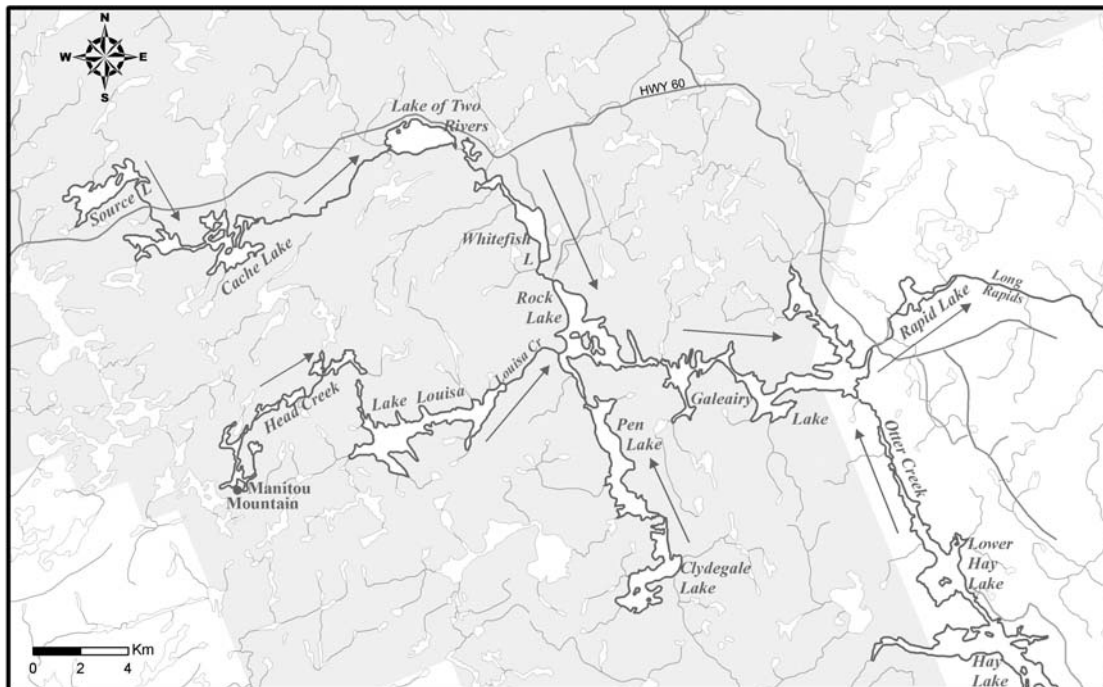 N
W E
S
HWY 60
Lake of Two
Rivers
Source L
Cache Lake
Whitefish
L
Rock
Lake
Long
Rapids
Rapid Lake
Louisa Cr
Lake Louisa
Head Creek
Galeairy
Lake
Pen
Lake
Otter Creek
Manitou
Mountain
Clydegale
Lake
Lower
Hay
Lake
Hay
Lake
Km
0 2 4